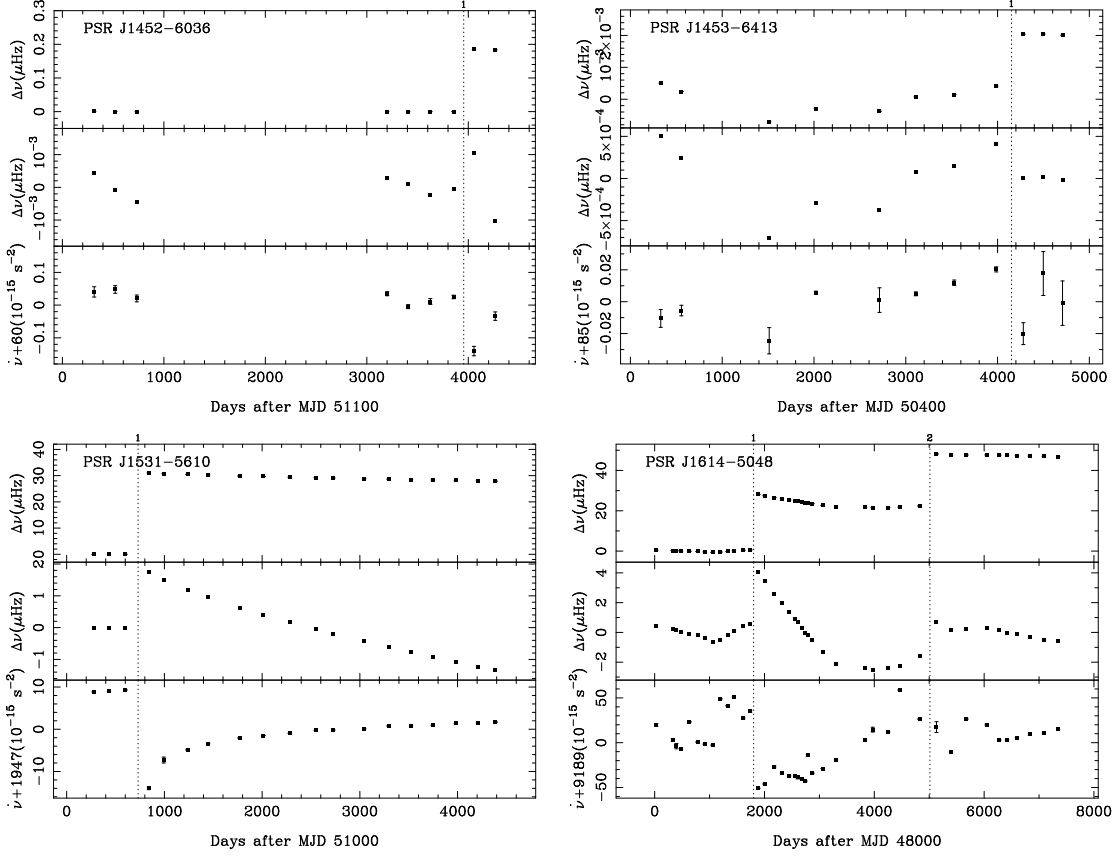 1
PSR J1452−6036
Δν(μHz)
0 0.1 0.2 0.3
Δν(μHz)
−10⁻³ 0 10⁻³
ν̇+60(10⁻¹⁵ s⁻²)
−0.1 0 0.1
0 1000 2000 3000 4000
Days after MJD 51100
1
PSR J1453−6413
Δν(μHz)
0 10⁻³ 2×10⁻³
Δν(μHz)
−5×10⁻⁴ 0 5×10⁻⁴
ν̇+85(10⁻¹⁵ s⁻²)
−0.02 0 0.02
0 1000 2000 3000 4000 5000
Days after MJD 50400
1
PSR J1531−5610
Δν(μHz)
0 10 20 30 40
Δν(μHz)
−1 0 1 2
ν̇+1947(10⁻¹⁵ s⁻²)
−10 0 10
0 1000 2000 3000 4000
Days after MJD 51000
1 2
PSR J1614−5048
Δν(μHz)
0 20 40
Δν(μHz)
−2 0 2 4
ν̇+9189(10⁻¹⁵ s⁻²)
−50 0 50
0 2000 4000 6000 8000
Days after MJD 48000